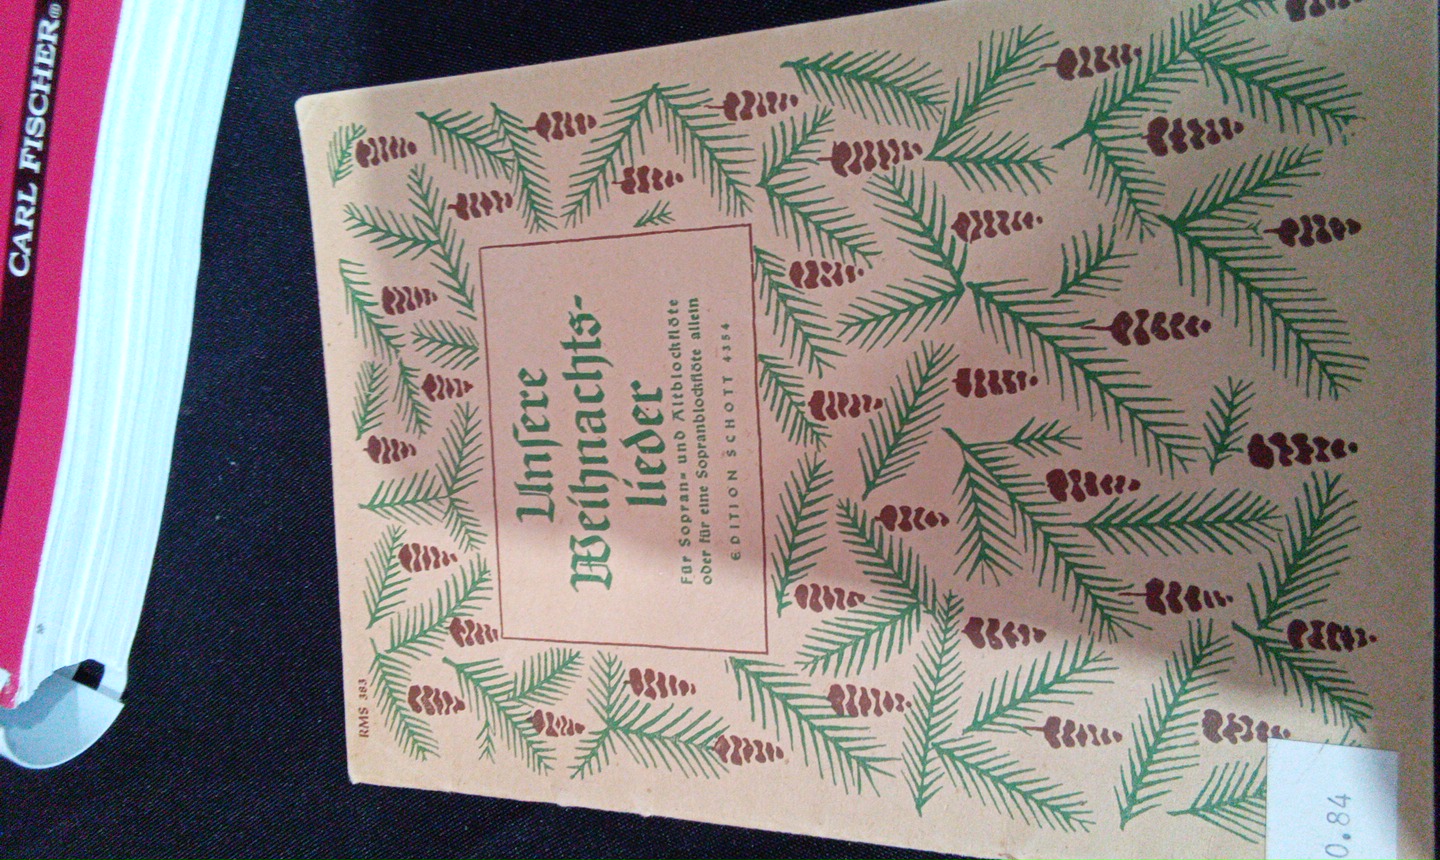 CARL FISCHER®
RMS 383
Unsere
Weihnachts-
lieder
Für Sopran- und Altblockflöte
oder für eine Sopranblockflöte allein
EDITION SCHOTT 4354
0.84